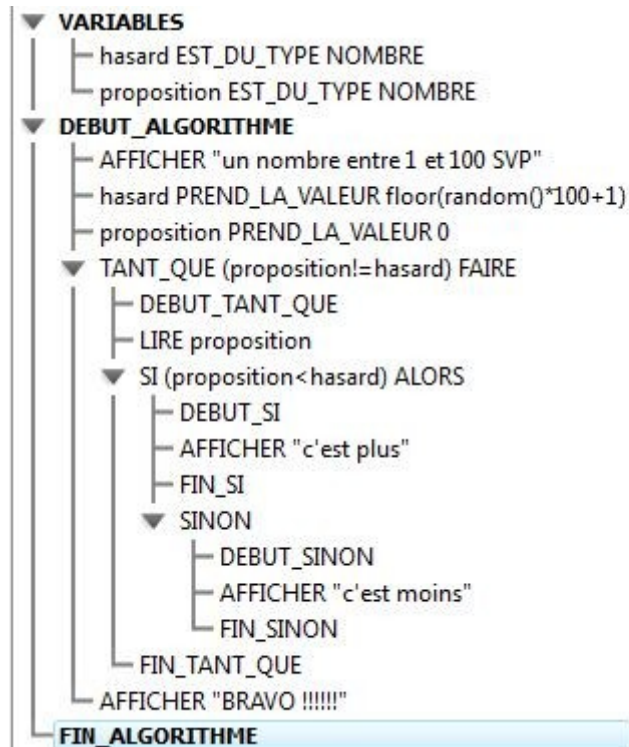 VARIABLES
hasard EST_DU_TYPE NOMBRE
proposition EST_DU_TYPE NOMBRE
DEBUT_ALGORITHME
AFFICHER "un nombre entre 1 et 100 SVP"
hasard PREND_LA_VALEUR floor(random()*100+1)
proposition PREND_LA_VALEUR 0
TANT_QUE (proposition!=hasard) FAIRE
DEBUT_TANT_QUE
LIRE proposition
SI (proposition<hasard) ALORS
DEBUT_SI
AFFICHER "c'est plus"
FIN_SI
SINON
DEBUT_SINON
AFFICHER "c'est moins"
FIN_SINON
FIN_TANT_QUE
AFFICHER "BRAVO !!!!!!"
FIN_ALGORITHME